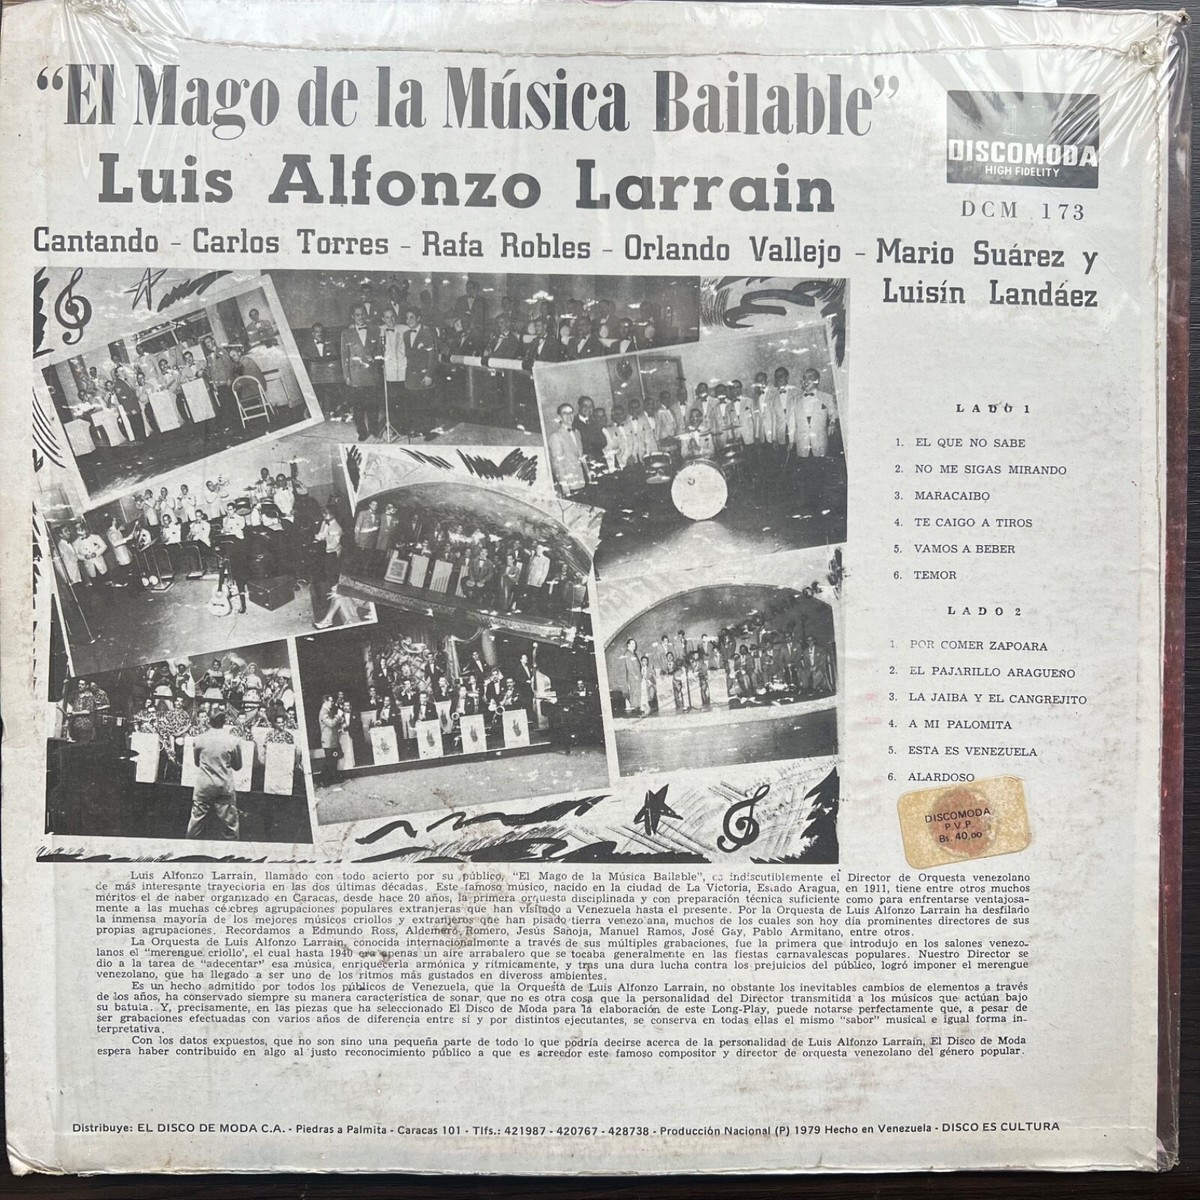 "El Mago de la Música Bailable"
Luis Alfonzo Larrain
Cantando - Carlos Torres - Rafa Robles - Orlando Vallejo - Mario Suárez y
Luisín Landáez
DISCOMODA
HIGH FIDELITY
DCM 173
LADO 1
1. EL QUE NO SABE
2. NO ME SIGAS MIRANDO
3. MARACAIBO
4. TE CAIGO A TIROS
5. VAMOS A BEBER
6. TEMOR
LADO 2
1. POR COMER ZAPOARA
2. EL PAJARILLO ARAGUEÑO
3. LA JAIBA Y EL CANGREJITO
4. A MI PALOMITA
5. ESTA ES VENEZUELA
6. ALARDOSO
DISCOMODA
P.V.P.
Bs. 40,00
Luis Alfonzo Larrain, llamado con todo acierto por su público, "El Mago de la Música Bailable", es indiscutiblemente el Director de Orquesta venezolano
de más interesante trayectoria en las dos últimas décadas. Este famoso músico, nacido en la ciudad de La Victoria, Estado Aragua, en 1911, tiene entre otros muchos
méritos el de haber organizado en Caracas, desde hace 20 años, la primera orquesta disciplinada y con preparación técnica suficiente como para enfrentarse ventajosa-
mente a las muchas célebres agrupaciones populares extranjeras que han visitado a Venezuela hasta el presente. Por la Orquesta de Luis Alfonzo Larrain ha desfilado
la inmensa mayoría de los mejores músicos criollos y extranjeros que han pisado tierra venezolana, muchos de los cuales son hoy día prominentes directores de sus
propias agrupaciones. Recordamos a Edmundo Ross, Aldemaro Romero, Jesús Sanoja, Manuel Ramos, José Gay, Pablo Armitano, entre otros.
La Orquesta de Luis Alfonzo Larrain, conocida internacionalmente a través de sus múltiples grabaciones, fue la primera que introdujo en los salones venezo-
lanos el "merengue criollo', el cual hasta 1940 era apenas un aire arrabalero que se tocaba generalmente en las fiestas carnavalescas populares. Nuestro Director se
dio a la tarea de "adecentar" esa música, enriquecerla armónica y rítmicamente, y tras una dura lucha contra los prejuicios del público, logró imponer el merengue
venezolano, que ha llegado a ser uno de los ritmos más gustados en diversos ambientes.
Es un hecho admitido por todos los públicos de Venezuela, que la Orquesta de Luis Alfonzo Larraín, no obstante los inevitables cambios de elementos a través
de los años, ha conservado siempre su manera característica de sonar, que no es otra cosa que la personalidad del Director transmitida a los músicos que actúan bajo
su batuta. Y, precisamente, en las piezas que ha seleccionado El Disco de Moda para la elaboración de este Long-Play, puede notarse perfectamente que, a pesar de
ser grabaciones efectuadas con varios años de diferencia entre sí y por distintos ejecutantes, se conserva en todas ellas el mismo "sabor" musical e igual forma in-
terpretativa.
Con los datos expuestos, que no son sino una pequeña parte de todo lo que podría decirse acerca de la personalidad de Luis Alfonzo Larraín, El Disco de Moda
espera haber contribuido en algo al justo reconocimiento público a que es acreedor este famoso compositor y director de orquesta venezolano del género popular.
Distribuye: EL DISCO DE MODA C.A. - Piedras a Palmita - Caracas 101 - Tlfs.: 421987 - 420767 - 428738 - Producción Nacional (P) 1979 Hecho en Venezuela - DISCO ES CULTURA